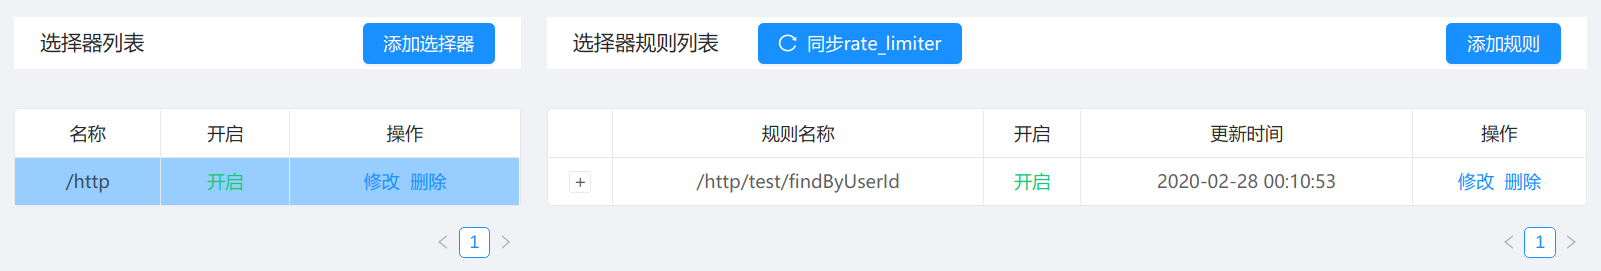 选择器列表 添加选择器
名称 开启 操作
/http 开启 修改 删除
1
选择器规则列表 同步rate_limiter 添加规则
规则名称 开启 更新时间 操作
+ /http/test/findByUserId 开启 2020-02-28 00:10:53 修改 删除
1